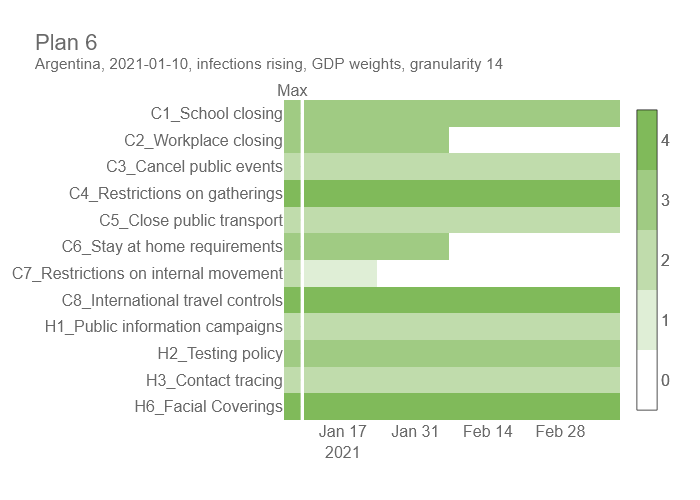 Plan 6
Argentina, 2021-01-10, infections rising, GDP weights, granularity 14
Max
C1_School closing
C2_Workplace closing
C3_Cancel public events
C4_Restrictions on gatherings
C5_Close public transport
C6_Stay at home requirements
C7_Restrictions on internal movement
C8_International travel controls
H1_Public information campaigns
H2_Testing policy
H3_Contact tracing
H6_Facial Coverings
4
3
2
1
0
Jan 17 Jan 31 Feb 14 Feb 28
2021